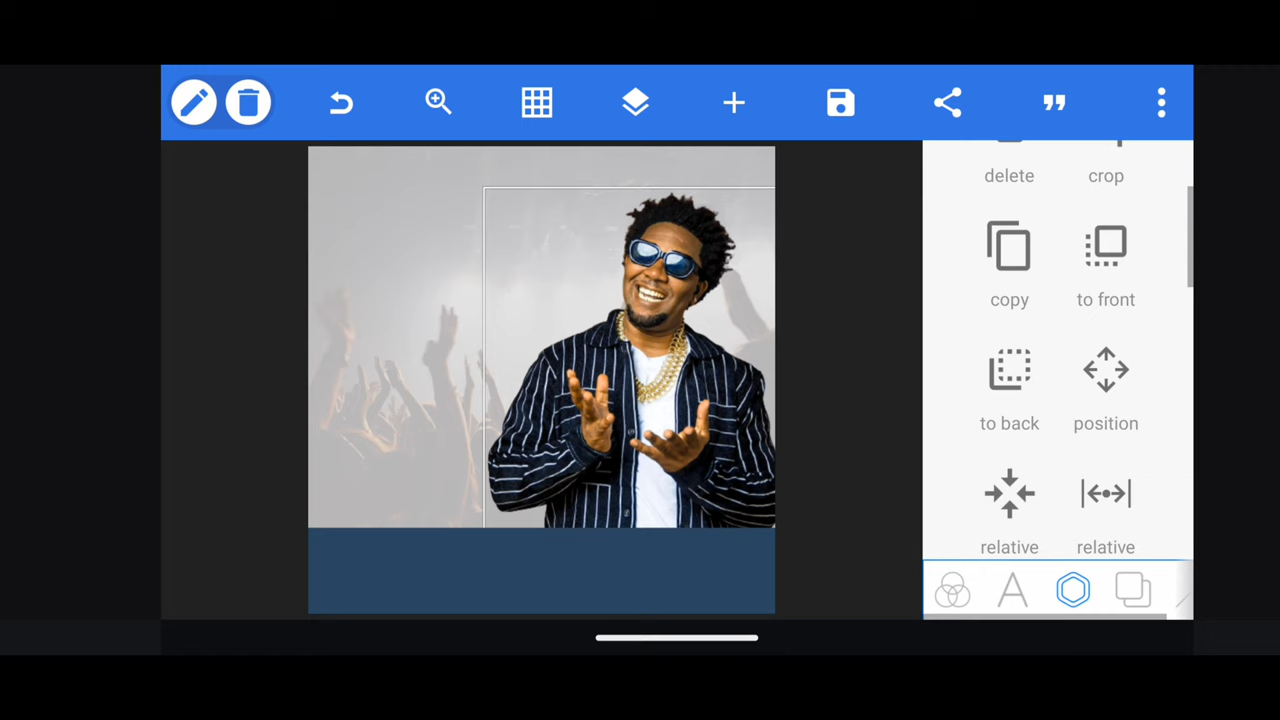 delete crop
copy to front
to back position
relative relative